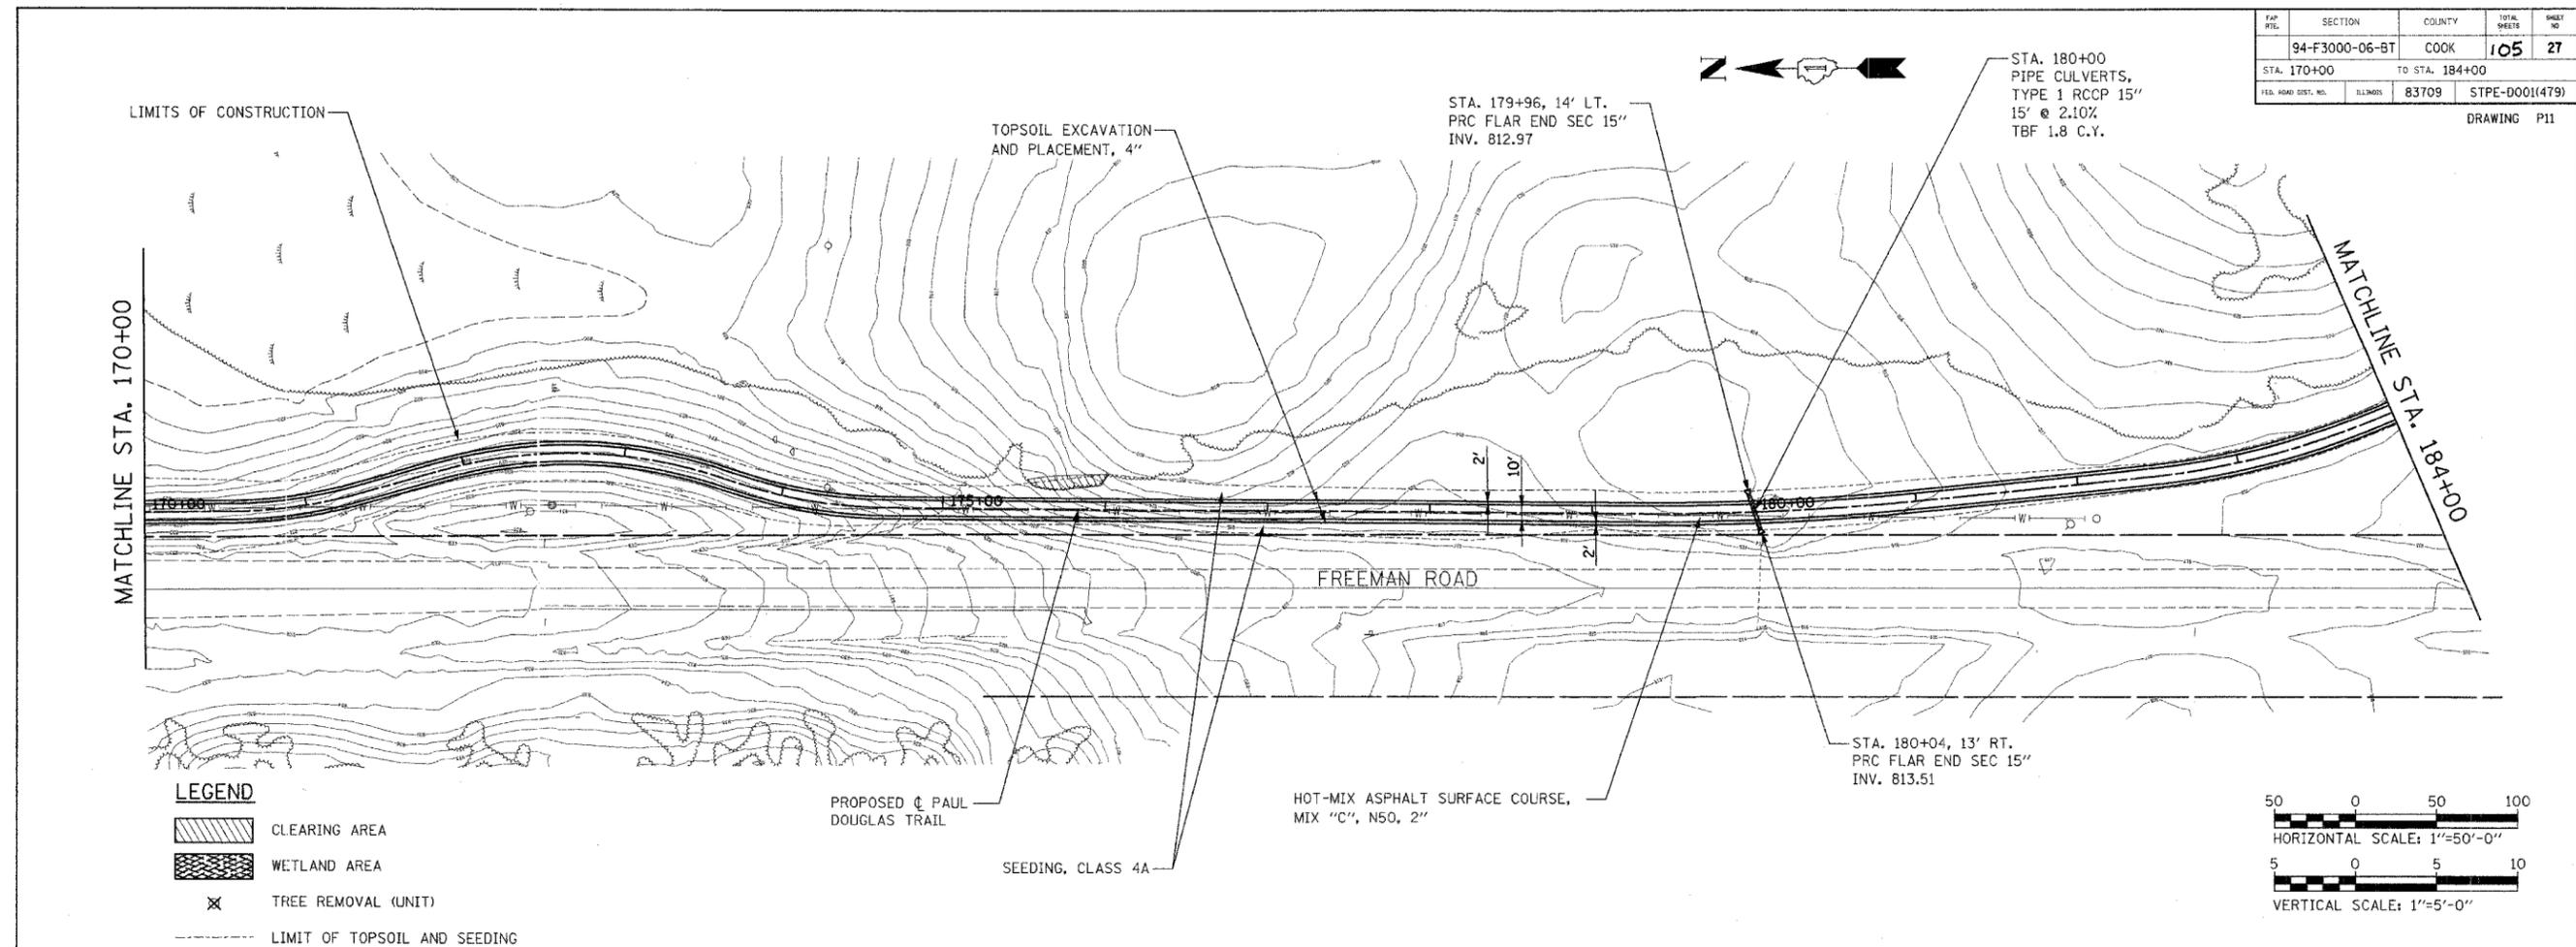 FAP RTE.
SECTION
COUNTY
TOTAL SHEETS
SHEET NO
94-F3000-06-BT
COOK
105
27
STA. 170+00 TO STA. 184+00
FED. ROAD DIST. NO.
ILLINOIS
83709
STPE-D001(479)
DRAWING P11
N
LIMITS OF CONSTRUCTION
TOPSOIL EXCAVATION
AND PLACEMENT, 4"
STA. 179+96, 14' LT.
PRC FLAR END SEC 15"
INV. 812.97
STA. 180+00
PIPE CULVERTS,
TYPE 1 RCCP 15"
15' @ 2.10%
TBF 1.8 C.Y.
MATCHLINE STA. 170+00
MATCHLINE STA. 184+00
170+00
175+00
180+00
2'
10'
2'
FREEMAN ROAD
STA. 180+04, 13' RT.
PRC FLAR END SEC 15"
INV. 813.51
PROPOSED ℄ PAUL
DOUGLAS TRAIL
SEEDING, CLASS 4A
HOT-MIX ASPHALT SURFACE COURSE,
MIX "C", N50, 2"
LEGEND
CLEARING AREA
WETLAND AREA
TREE REMOVAL (UNIT)
LIMIT OF TOPSOIL AND SEEDING
50 0 50 100
HORIZONTAL SCALE: 1"=50'-0"
5 0 5 10
VERTICAL SCALE: 1"=5'-0"